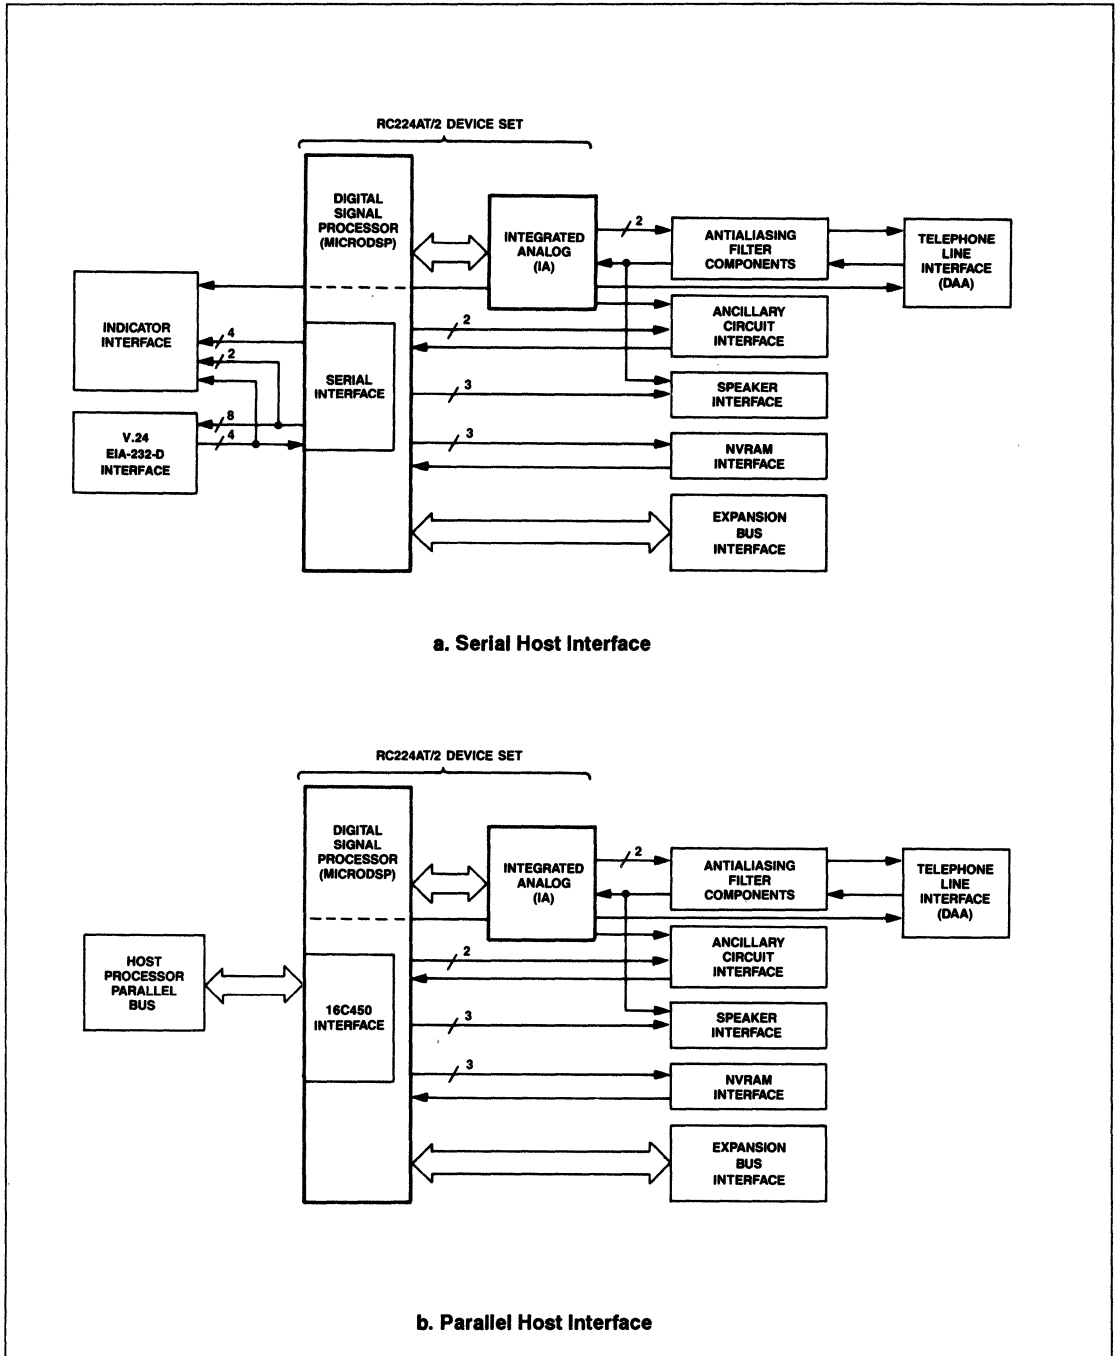 RC224AT/2 DEVICE SET
DIGITAL
SIGNAL
PROCESSOR
(MICRODSP)
INTEGRATED
ANALOG
(IA)
2
ANTIALIASING
FILTER
COMPONENTS
TELEPHONE
LINE
INTERFACE
(DAA)
INDICATOR
INTERFACE
4
2
8
4
V.24
EIA-232-D
INTERFACE
SERIAL
INTERFACE
2
ANCILLARY
CIRCUIT
INTERFACE
3
SPEAKER
INTERFACE
3
NVRAM
INTERFACE
EXPANSION
BUS
INTERFACE
a. Serial Host Interface
RC224AT/2 DEVICE SET
DIGITAL
SIGNAL
PROCESSOR
(MICRODSP)
INTEGRATED
ANALOG
(IA)
2
ANTIALIASING
FILTER
COMPONENTS
TELEPHONE
LINE
INTERFACE
(DAA)
HOST
PROCESSOR
PARALLEL
BUS
16C450
INTERFACE
2
ANCILLARY
CIRCUIT
INTERFACE
3
SPEAKER
INTERFACE
3
NVRAM
INTERFACE
EXPANSION
BUS
INTERFACE
b. Parallel Host Interface